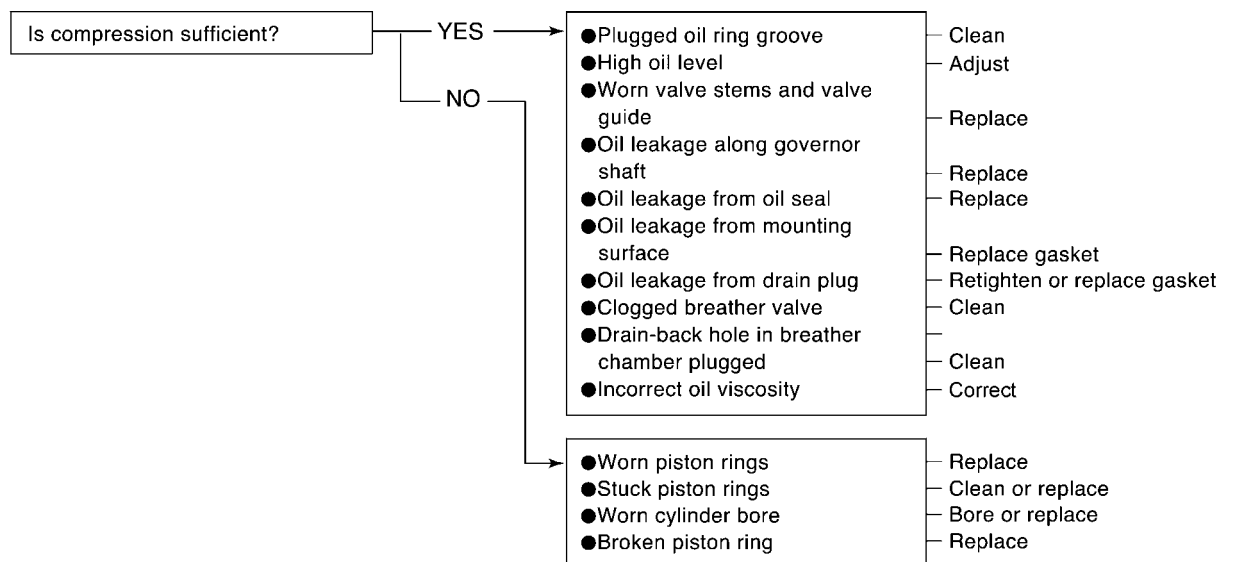 Is compression sufficient?
YES
●Plugged oil ring groove
Clean
●High oil level
Adjust
●Worn valve stems and valve
guide
Replace
●Oil leakage along governor
shaft
Replace
●Oil leakage from oil seal
Replace
●Oil leakage from mounting
surface
Replace gasket
●Oil leakage from drain plug
Retighten or replace gasket
●Clogged breather valve
Clean
●Drain-back hole in breather
chamber plugged
Clean
●Incorrect oil viscosity
Correct
NO
●Worn piston rings
Replace
●Stuck piston rings
Clean or replace
●Worn cylinder bore
Bore or replace
●Broken piston ring
Replace